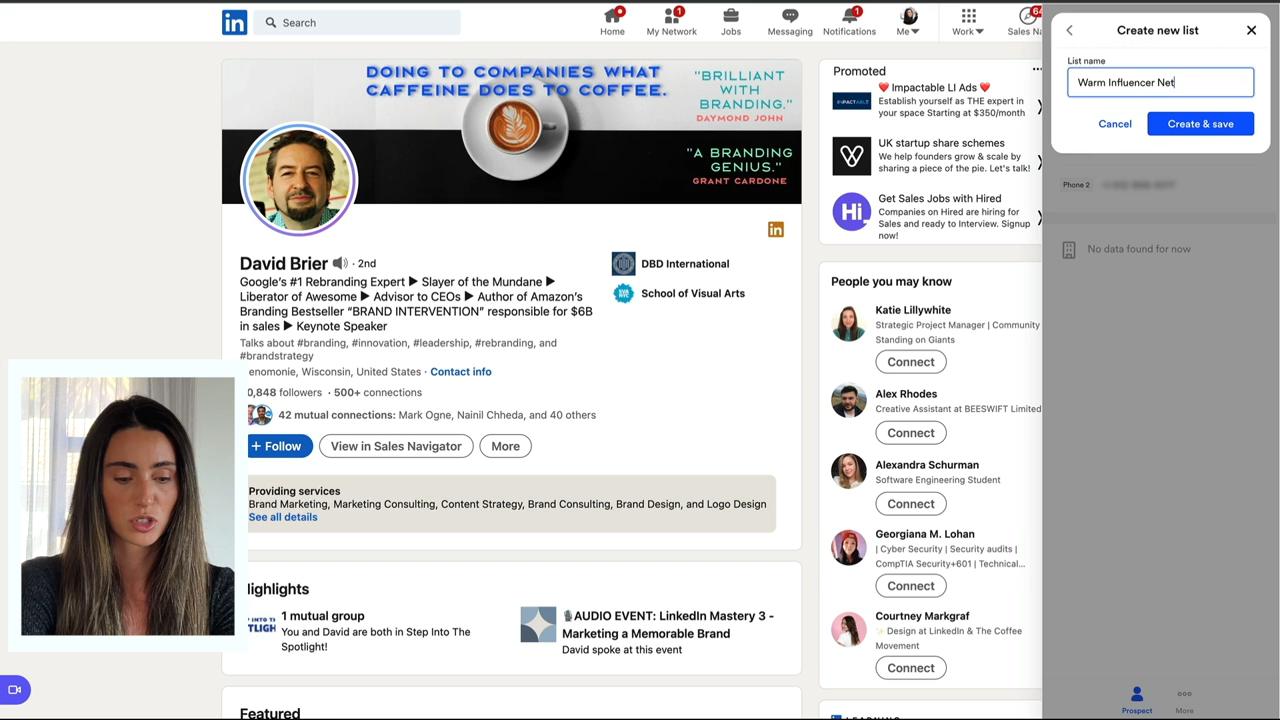 in
Search
Home
1
My Network
Jobs
Messaging
1
Notifications
Me
Work
64
Sales Na
DOING TO COMPANIES WHAT
CAFFEINE DOES TO COFFEE.
"BRILLIANT
WITH
BRANDING."
DAYMOND JOHN
"A BRANDING
GENIUS."
GRANT CARDONE
in
David Brier · 2nd
Google's #1 Rebranding Expert ▶ Slayer of the Mundane ▶
Liberator of Awesome ▶ Advisor to CEOs ▶ Author of Amazon's
Branding Bestseller "BRAND INTERVENTION" responsible for $6B
in sales ▶ Keynote Speaker
Talks about #branding, #innovation, #leadership, #rebranding, and
#brandstrategy
enomonie, Wisconsin, United States · Contact info
0,848 followers · 500+ connections
42 mutual connections: Mark Ogne, Nainil Chheda, and 40 others
+ Follow
View in Sales Navigator
More
DBD International
School of Visual Arts
Providing services
Brand Marketing, Marketing Consulting, Content Strategy, Brand Consulting, Brand Design, and Logo Design
See all details
ighlights
INTO TH
TLIGH
1 mutual group
You and David are both in Step Into The
Spotlight!
🎙AUDIO EVENT: LinkedIn Mastery 3 -
Marketing a Memorable Brand
David spoke at this event
Featured
Promoted
...
IMPACTABLE
❤️ Impactable LI Ads ❤️
Establish yourself as THE expert in
your space Starting at $350/month
UK startup share schemes
We help founders grow & scale by
sharing a piece of the pie. Let's talk!
Hi
Get Sales Jobs with Hired
Companies on Hired are hiring for
Sales and ready to Interview. Signup
now!
People you may know
Katie Lillywhite
Strategic Project Manager | Community
Standing on Giants
Connect
Alex Rhodes
Creative Assistant at BEESWIFT Limited
Connect
Alexandra Schurman
Software Engineering Student
Connect
Georgiana M. Lohan
| Cyber Security | Security audits |
CompTIA Security+601 | Technical...
Connect
Courtney Markgraf
✨ Design at LinkedIn & The Coffee
Movement
Connect
Create new list
List name
Warm Influencer Net
Cancel
Create & save
Phone 2
No data found for now
Prospect
More